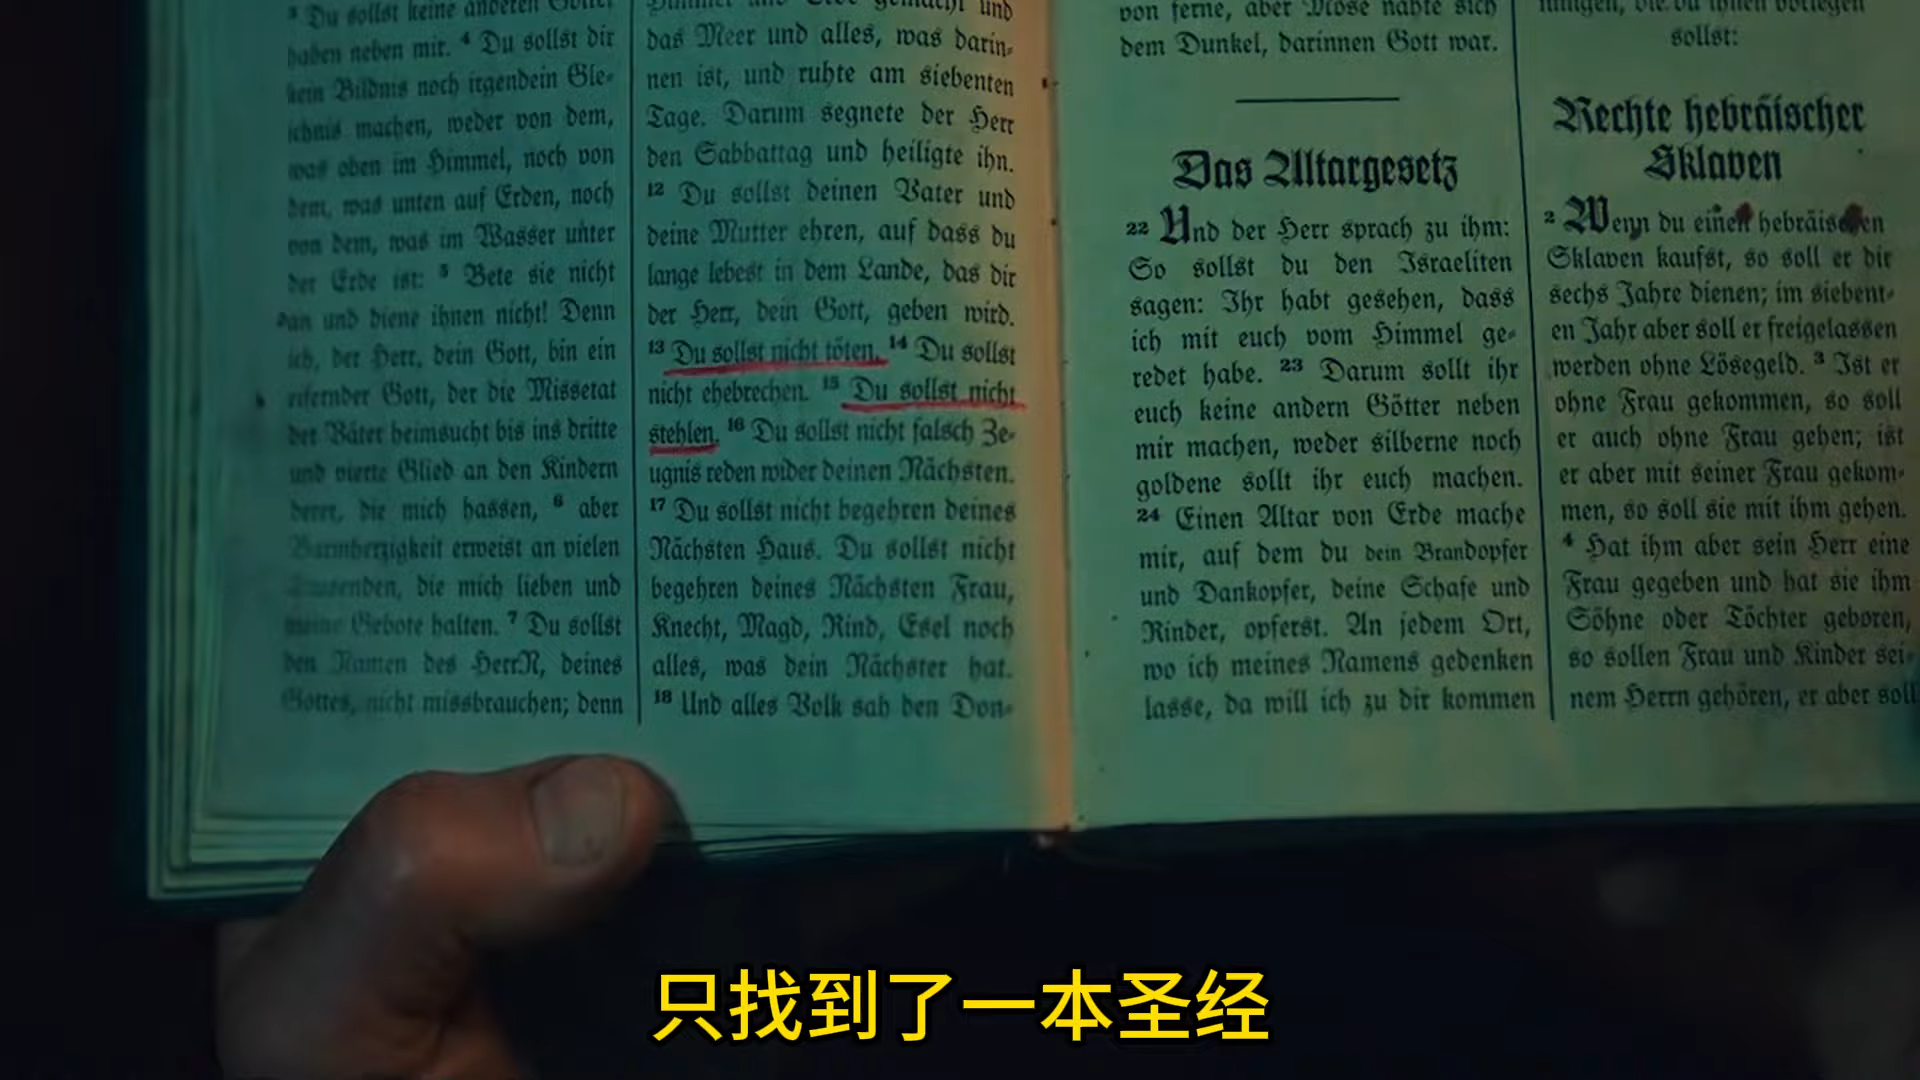 ³ Du sollst keine anderen Götter
haben neben mir. ⁴ Du sollst dir
kein Bildnis noch irgendein Gle-
ichnis machen, weder von dem,
was oben im Himmel, noch von
dem, was unten auf Erden, noch
von dem, was im Wasser unter
der Erde ist: ⁵ Bete sie nicht
an und diene ihnen nicht! Denn
ich, der Herr, dein Gott, bin ein
eifernder Gott, der die Missetat
der Väter heimsucht bis ins dritte
und vierte Glied an den Kindern
derer, die mich hassen, ⁶ aber
Barmherzigkeit erweist an vielen
Tausenden, die mich lieben und
meine Gebote halten. ⁷ Du sollst
den Namen des HerrN, deines
Gottes, nicht missbrauchen; denn
Himmel und Erde gemacht und
das Meer und alles, was darin-
nen ist, und ruhte am siebenten
Tage. Darum segnete der Herr
den Sabbattag und heiligte ihn.
¹² Du sollst deinen Vater und
deine Mutter ehren, auf dass du
lange lebest in dem Lande, das dir
der Herr, dein Gott, geben wird.
¹³ Du sollst nicht töten. ¹⁴ Du sollst
nicht ehebrechen. ¹⁵ Du sollst nicht
stehlen. ¹⁶ Du sollst nicht falsch Ze-
ugnis reden wider deinen Nächsten.
¹⁷ Du sollst nicht begehren deines
Nächsten Haus. Du sollst nicht
begehren deines Nächsten Frau,
Knecht, Magd, Rind, Esel noch
alles, was dein Nächster hat.
¹⁸ Und alles Volk sah den Don-
von ferne, aber Mose nahte sich
dem Dunkel, darinnen Gott war.
Das Altargesetz
²² Und der Herr sprach zu ihm:
So sollst du den Israeliten
sagen: Ihr habt gesehen, dass
ich mit euch vom Himmel ge-
redet habe. ²³ Darum sollt ihr
euch keine andern Götter neben
mir machen, weder silberne noch
goldene sollt ihr euch machen.
²⁴ Einen Altar von Erde mache
mir, auf dem du dein Brandopfer
und Dankopfer, deine Schafe und
Rinder, opferst. An jedem Ort,
wo ich meines Namens gedenken
lasse, da will ich zu dir kommen
die du ihnen vorlegen
sollst:
Rechte hebräischer
Sklaven
² Wenn du einen hebräischen
Sklaven kaufst, so soll er dir
sechs Jahre dienen; im siebent-
en Jahr aber soll er freigelassen
werden ohne Lösegeld. ³ Ist er
ohne Frau gekommen, so soll
er auch ohne Frau gehen; ist
er aber mit seiner Frau gekom-
men, so soll sie mit ihm gehen.
⁴ Hat ihm aber sein Herr eine
Frau gegeben und hat sie ihm
Söhne oder Töchter geboren,
so sollen Frau und Kinder sei-
nem Herrn gehören, er aber soll
只找到了一本圣经